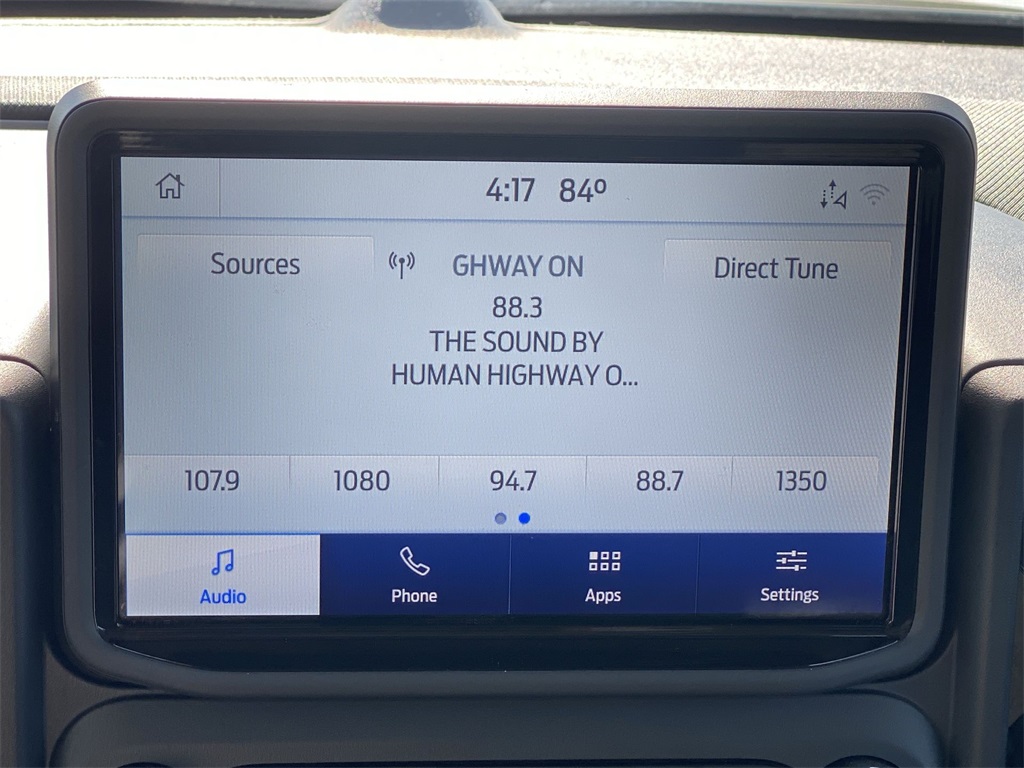 4:17 84º
Sources GHWAY ON Direct Tune
88.3
THE SOUND BY
HUMAN HIGHWAY O...
107.9 1080 94.7 88.7 1350
Audio Phone Apps Settings